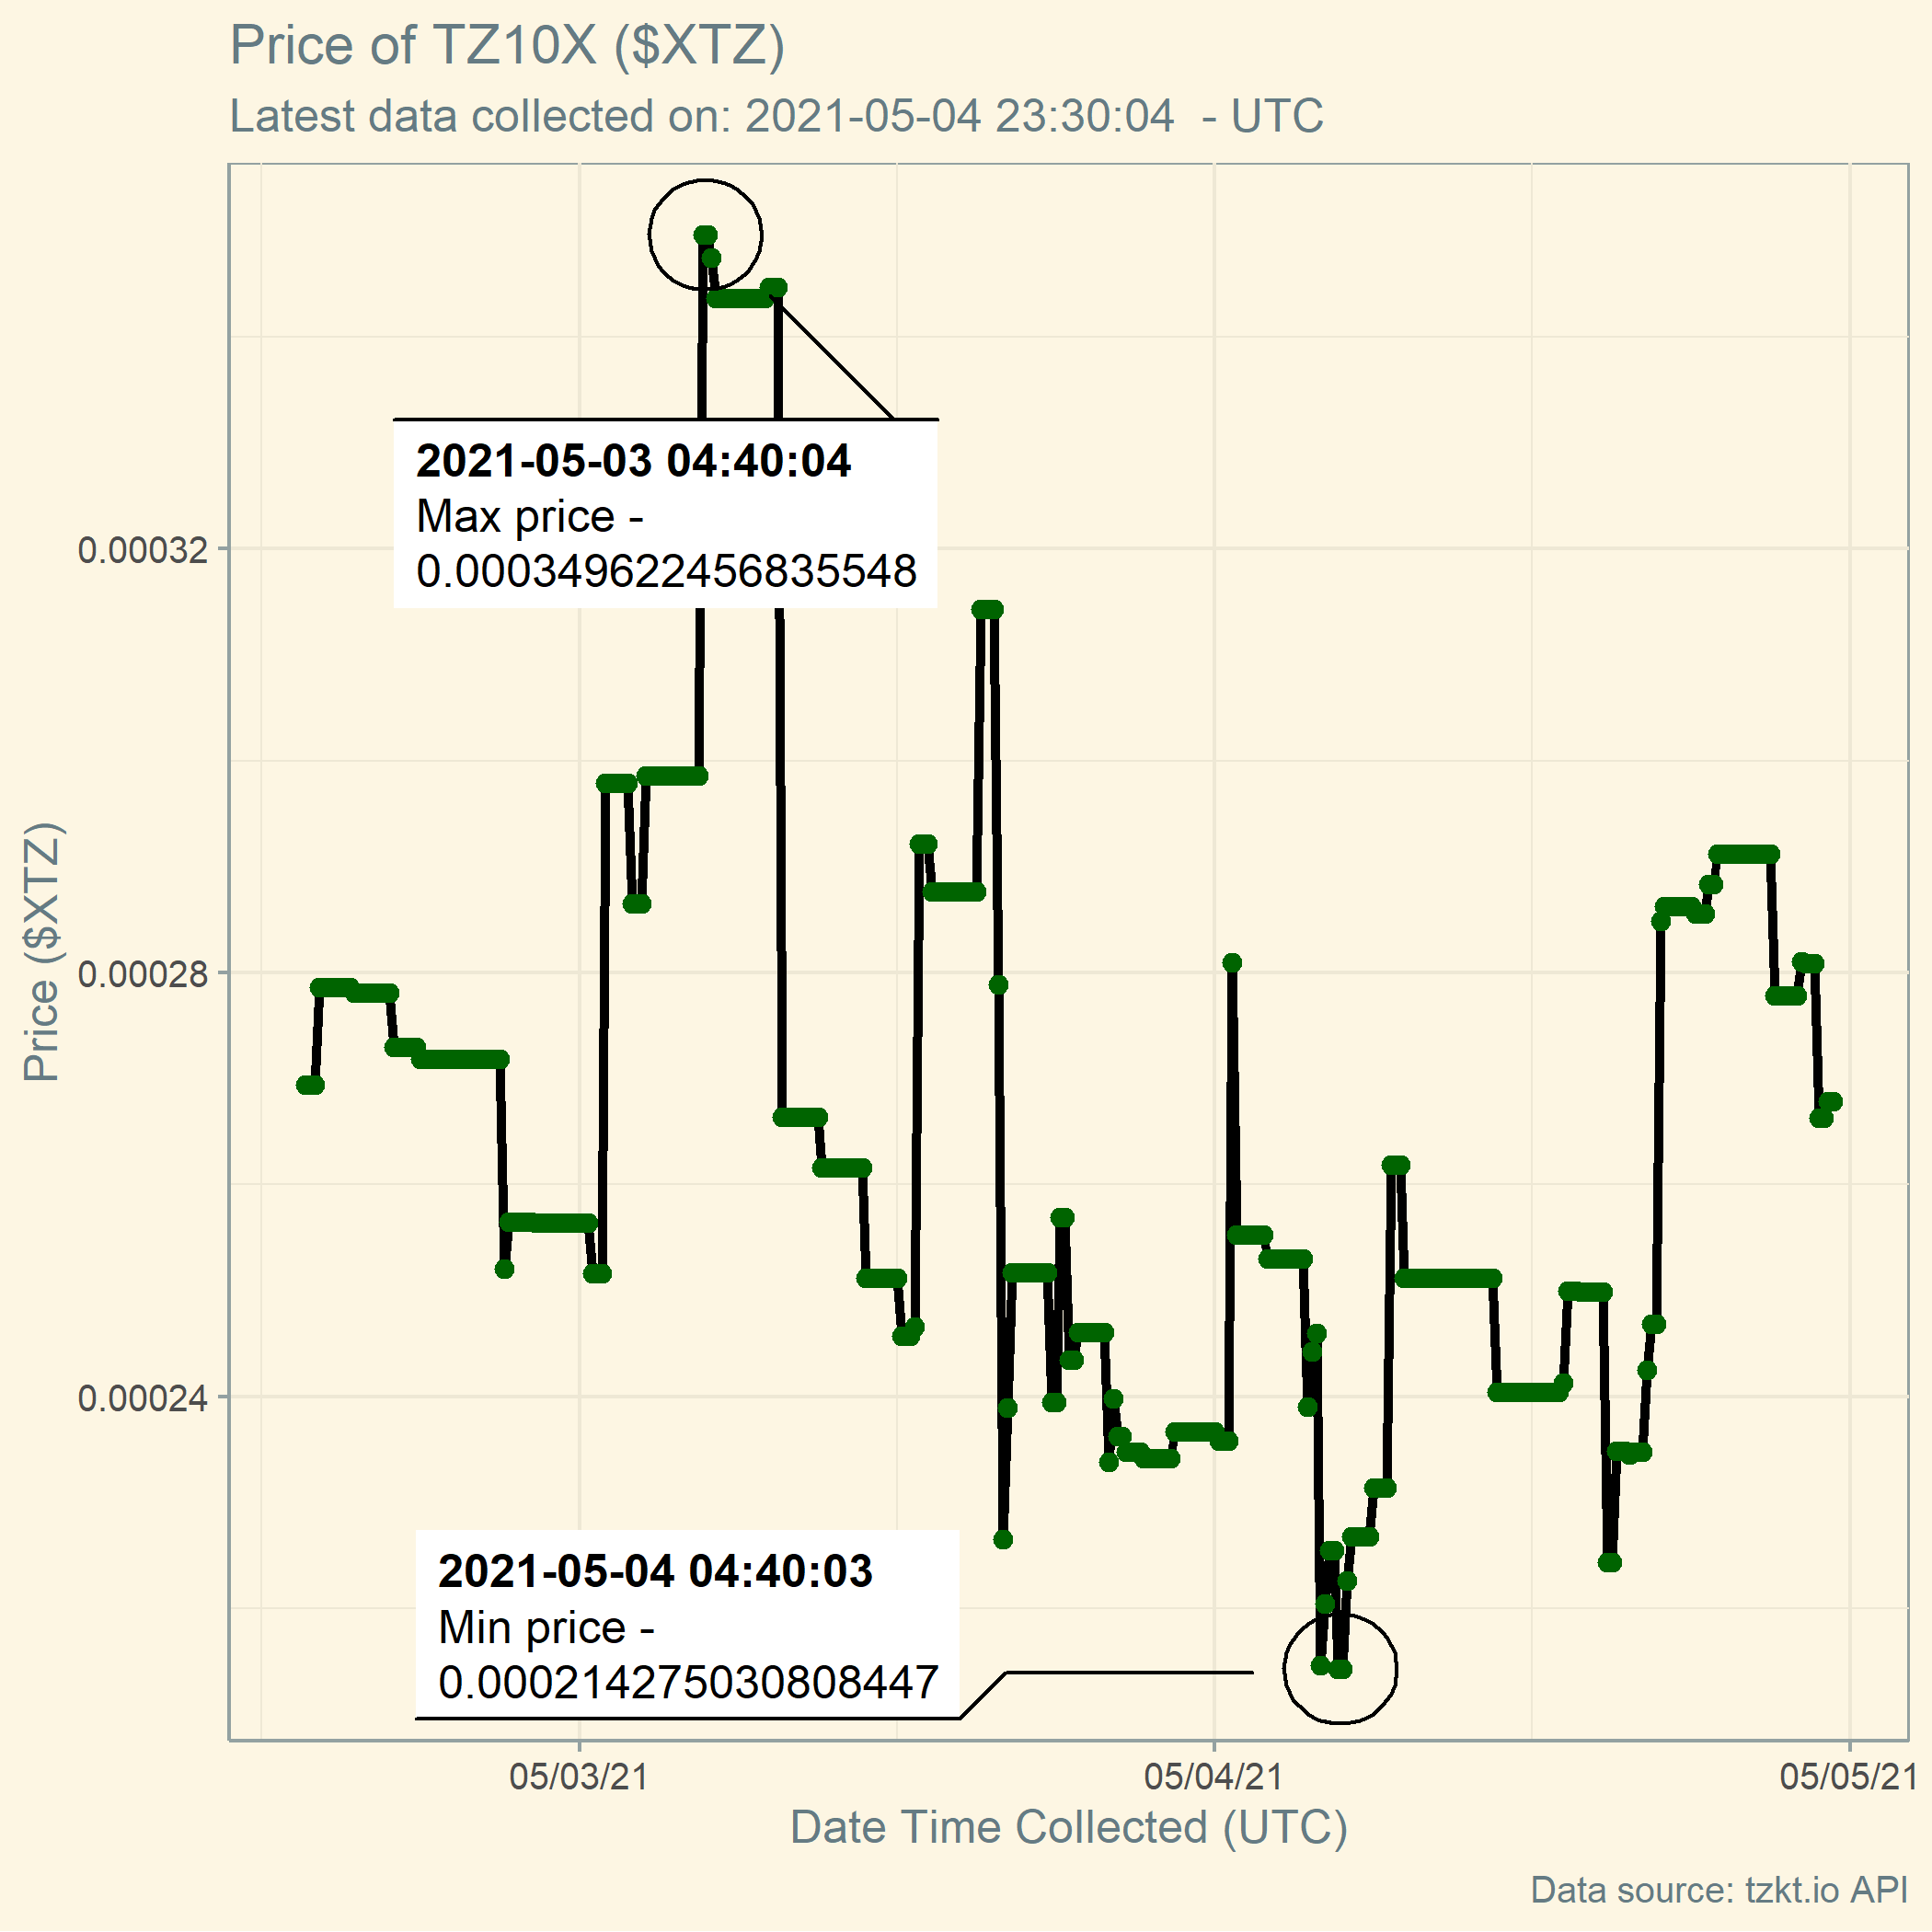 Price of TZ10X ($XTZ)
Latest data collected on: 2021-05-04 23:30:04  - UTC
2021-05-03 04:40:04
Max price -
0.000349622456835548
0.00032
0.00028
0.00024
Price ($XTZ)
2021-05-04 04:40:03
Min price -
0.000214275030808447
05/03/21
05/04/21
05/05/21
Date Time Collected (UTC)
Data source: tzkt.io API